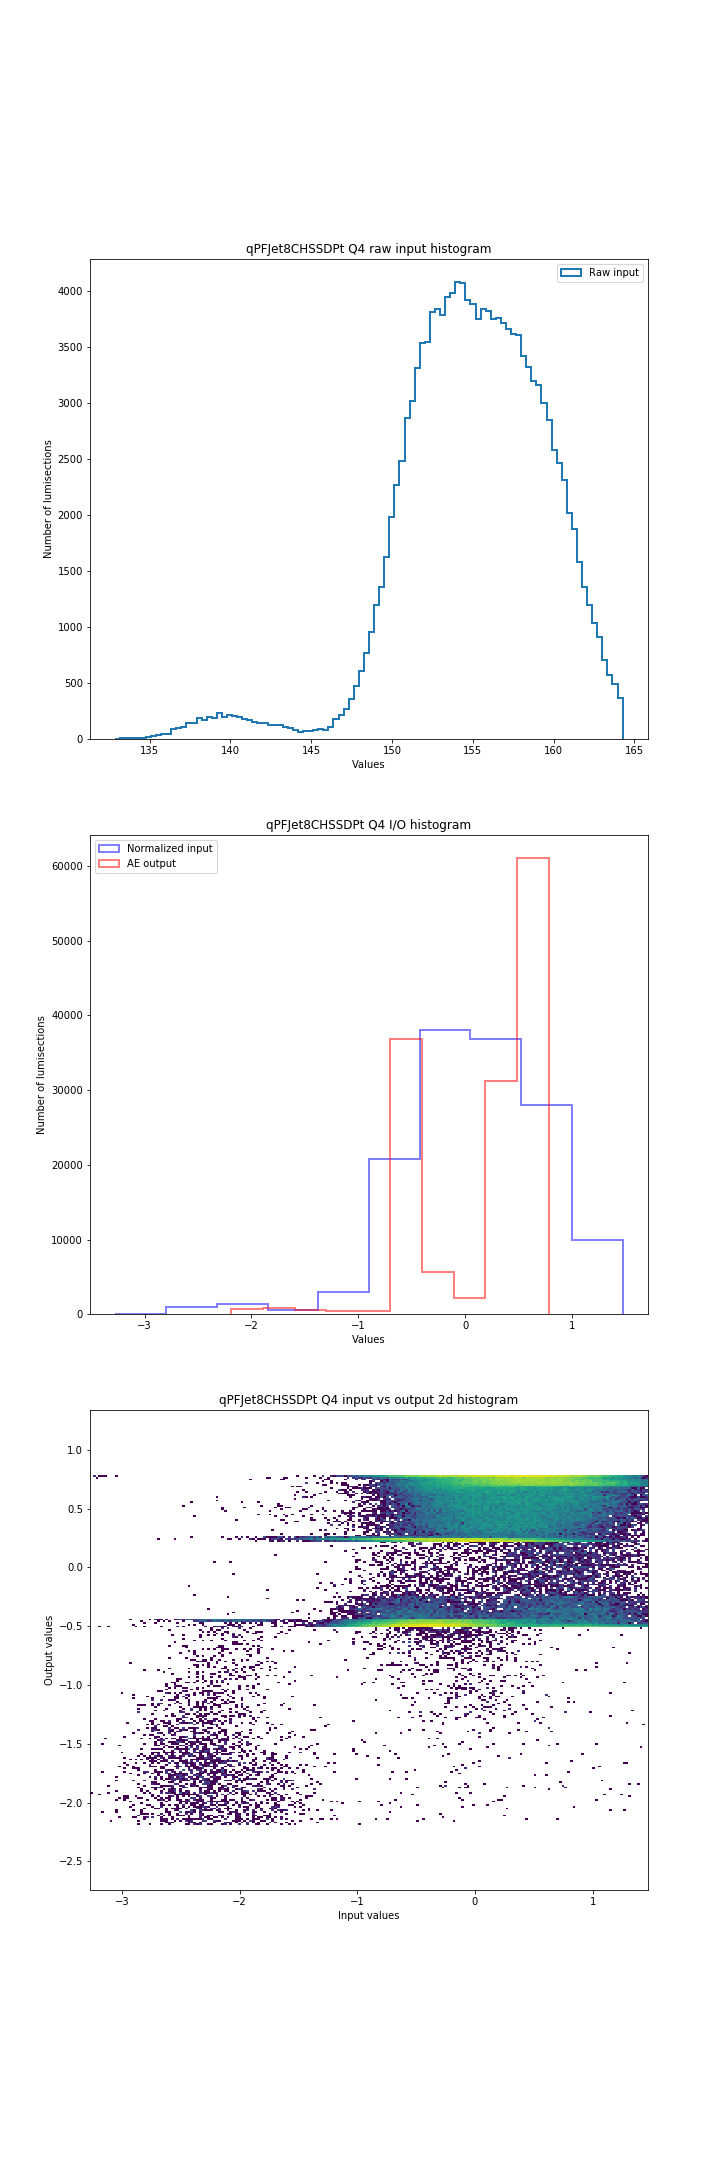 qPFJet8CHSSDPt Q4 raw input histogram
Raw input
4000
3500
3000
2500
2000
1500
1000
500
0
Number of lumisections
135 140 145 150 155 160 165
Values
qPFJet8CHSSDPt Q4 I/O histogram
Normalized input
AE output
60000
50000
40000
30000
20000
10000
0
Number of lumisections
−3 −2 −1 0 1
Values
qPFJet8CHSSDPt Q4 input vs output 2d histogram
1.0
0.5
0.0
−0.5
−1.0
−1.5
−2.0
−2.5
Output values
−3 −2 −1 0 1
Input values